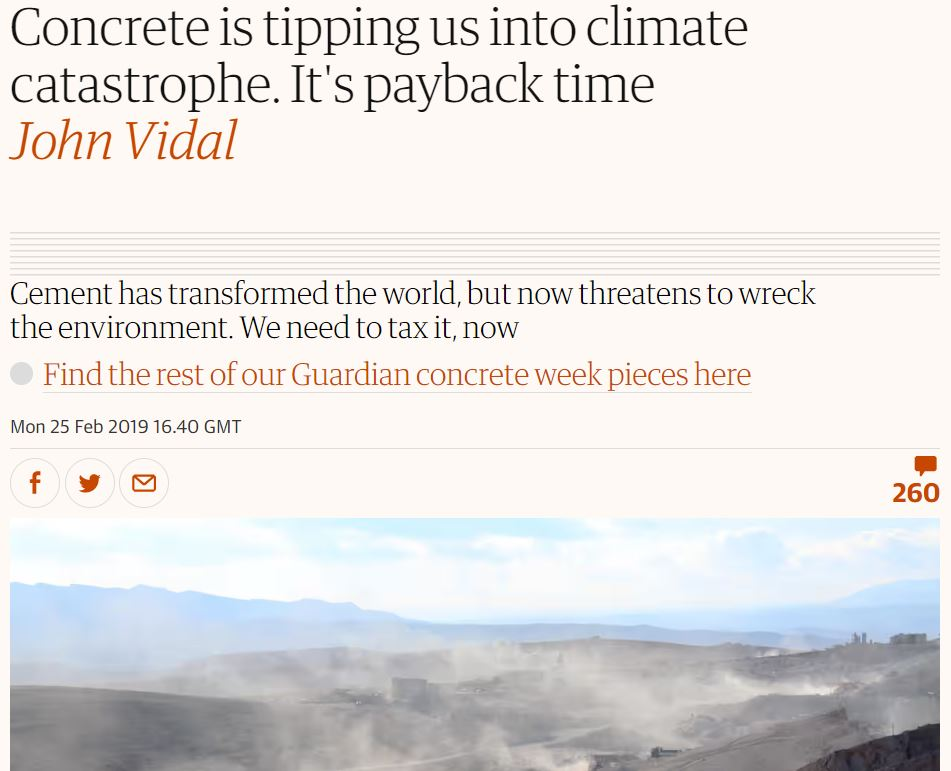 Concrete is tipping us into climate
catastrophe. It's payback time
John Vidal
Cement has transformed the world, but now threatens to wreck
the environment. We need to tax it, now
Find the rest of our Guardian concrete week pieces here
Mon 25 Feb 2019 16.40 GMT
260